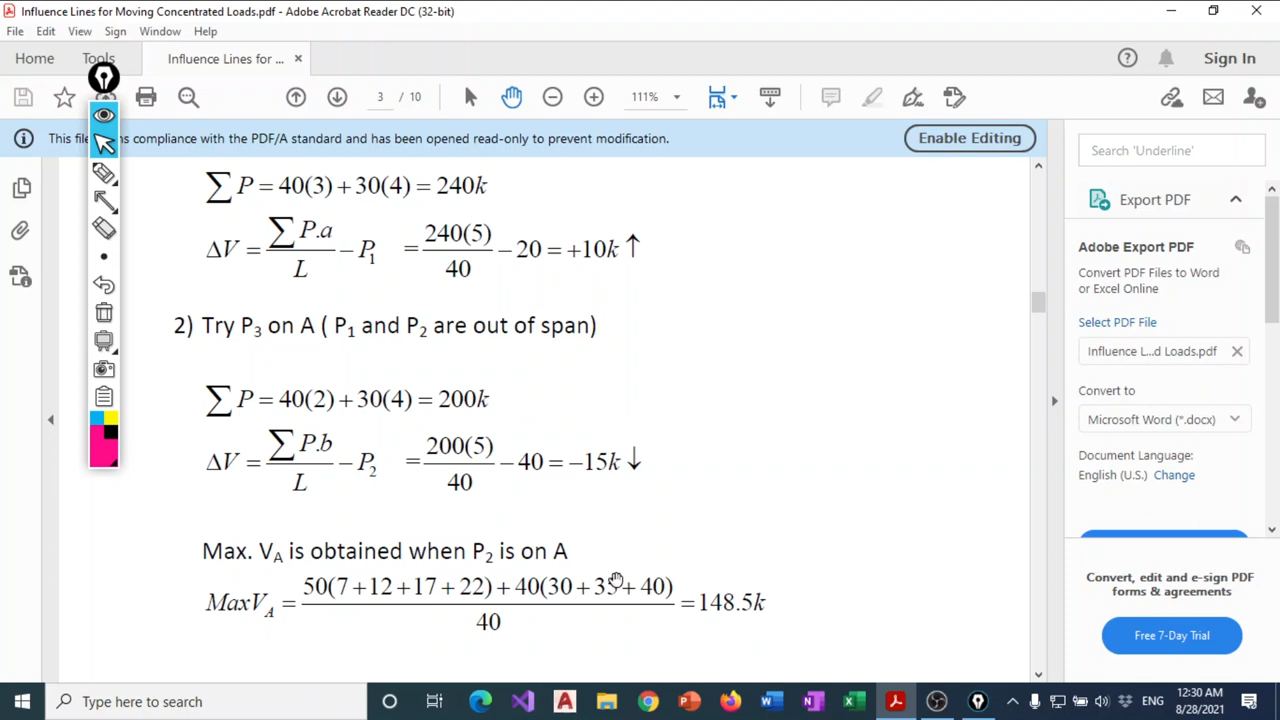 Influence Lines for Moving Concentrated Loads.pdf - Adobe Acrobat Reader DC (32-bit)
File Edit View Sign Window Help
Home Tools Influence Lines for ... × Sign In
3 / 10 111%
This file compliance with the PDF/A standard and has been opened read-only to prevent modification. Enable Editing
∑ P = 40(3) + 30(4) = 240k
ΔV = ∑ P.a / L − P₁ = 240(5) / 40 − 20 = +10k ↑
2) Try P₃ on A ( P₁ and P₂ are out of span)
∑ P = 40(2) + 30(4) = 200k
ΔV = ∑ P.b / L − P₂ = 200(5) / 40 − 40 = −15k ↓
Max. V_A is obtained when P₂ is on A
MaxV_A = 50(7 + 12 + 17 + 22) + 40(30 + 35 + 40) / 40 = 148.5k
Search 'Underline'
Export PDF
Adobe Export PDF
Convert PDF Files to Word
or Excel Online
Select PDF File
Influence L...d Loads.pdf
Convert to
Microsoft Word (*.docx)
Document Language:
English (U.S.) Change
Convert, edit and e-sign PDF
forms & agreements
Free 7-Day Trial
Type here to search
ENG
12:30 AM
8/28/2021